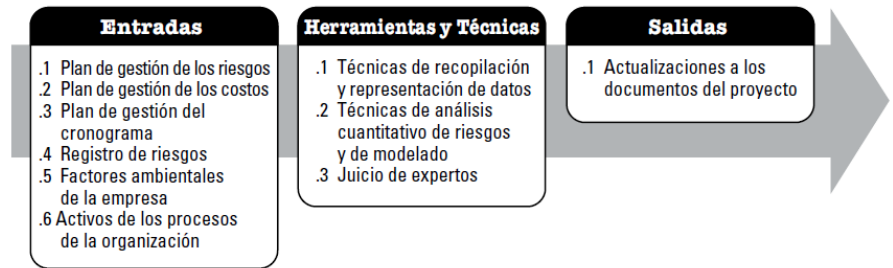 Entradas
.1 Plan de gestión de los riesgos
.2 Plan de gestión de los costos
.3 Plan de gestión del
cronograma
.4 Registro de riesgos
.5 Factores ambientales
de la empresa
.6 Activos de los procesos
de la organización
Herramientas y Técnicas
.1 Técnicas de recopilación
y representación de datos
.2 Técnicas de análisis
cuantitativo de riesgos
y de modelado
.3 Juicio de expertos
Salidas
.1 Actualizaciones a los
documentos del proyecto